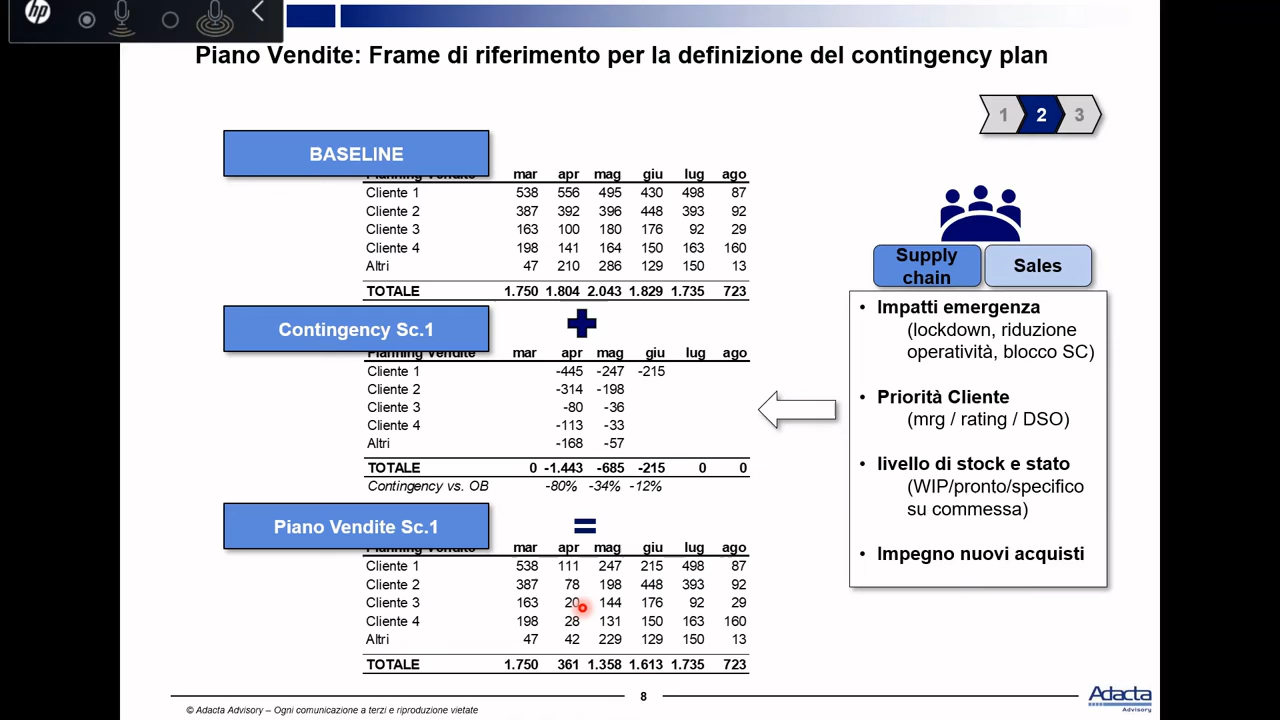 hp
Piano Vendite: Frame di riferimento per la definizione del contingency plan
1 2 3
BASELINE
Planning Vendite mar apr mag giu lug ago
Cliente 1 538 556 495 430 498 87
Cliente 2 387 392 396 448 393 92
Cliente 3 163 100 180 176 92 29
Cliente 4 198 141 164 150 163 160
Altri 47 210 286 129 150 13
TOTALE 1.750 1.804 2.043 1.829 1.735 723
Contingency Sc.1
Planning Vendite mar apr mag giu lug ago
Cliente 1 -445 -247 -215
Cliente 2 -314 -198
Cliente 3 -80 -36
Cliente 4 -113 -33
Altri -168 -57
TOTALE 0 -1.443 -685 -215 0 0
Contingency vs. OB -80% -34% -12%
Piano Vendite Sc.1
Planning Vendite mar apr mag giu lug ago
Cliente 1 538 111 247 215 498 87
Cliente 2 387 78 198 448 393 92
Cliente 3 163 20 144 176 92 29
Cliente 4 198 28 131 150 163 160
Altri 47 42 229 129 150 13
TOTALE 1.750 361 1.358 1.613 1.735 723
Supply
chain
Sales
• Impatti emergenza
(lockdown, riduzione
operatività, blocco SC)
• Priorità Cliente
(mrg / rating / DSO)
• livello di stock e stato
(WIP/pronto/specifico
su commessa)
• Impegno nuovi acquisti
8
© Adacta Advisory – Ogni comunicazione a terzi e riproduzione vietate
Adacta
Advisory